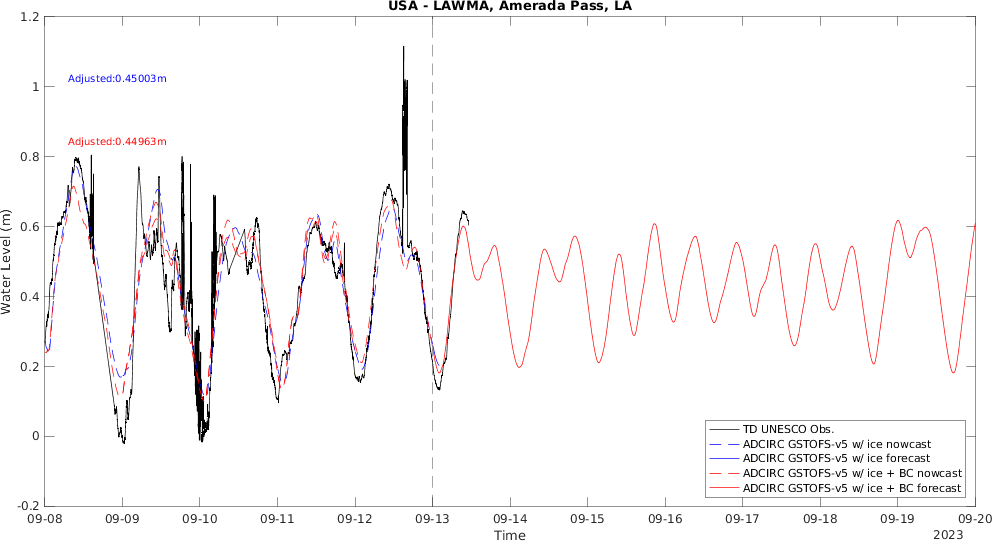 USA - LAWMA, Amerada Pass, LA
1.2
1
0.8
0.6
0.4
0.2
0
-0.2
Water Level (m)
Adjusted:0.45003m
Adjusted:0.44963m
TD UNESCO Obs.
ADCIRC GSTOFS-v5 w/ ice nowcast
ADCIRC GSTOFS-v5 w/ ice forecast
ADCIRC GSTOFS-v5 w/ ice + BC nowcast
ADCIRC GSTOFS-v5 w/ ice + BC forecast
09-08 09-09 09-10 09-11 09-12 09-13 09-14 09-15 09-16 09-17 09-18 09-19 09-20
Time
2023